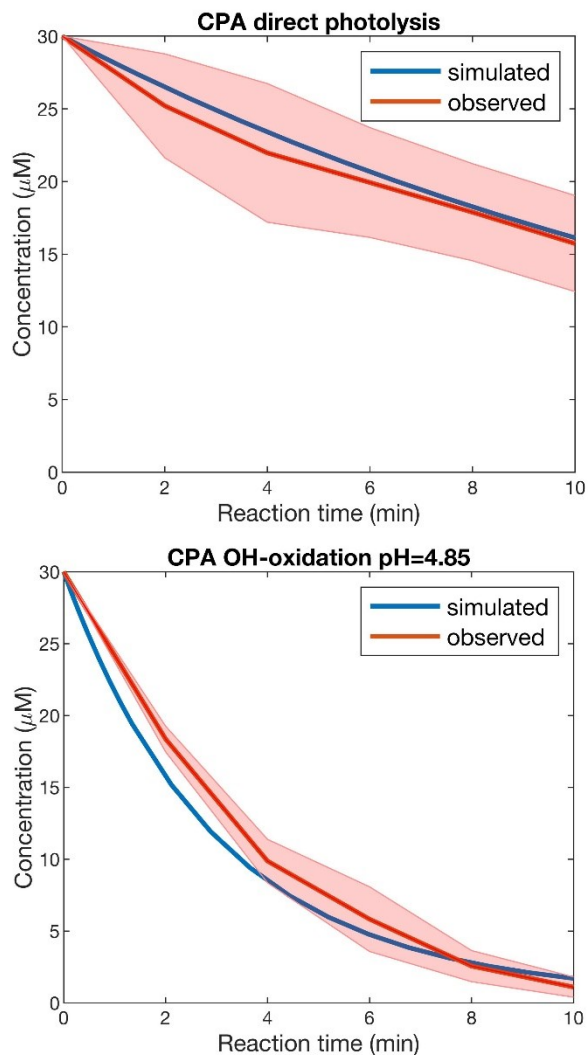 CPA direct photolysis
30
25
20
15
10
5
0
Concentration (μM)
simulated
observed
0 2 4 6 8 10
Reaction time (min)
CPA OH-oxidation pH=4.85
30
25
20
15
10
5
0
Concentration (μM)
simulated
observed
0 2 4 6 8 10
Reaction time (min)